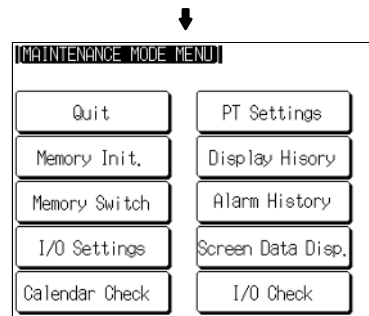 [MAINTENANCE MODE MENU]
Quit
PT Settings
Memory Init.
Display Hisory
Memory Switch
Alarm History
I/O Settings
Screen Data Disp.
Calendar Check
I/O Check